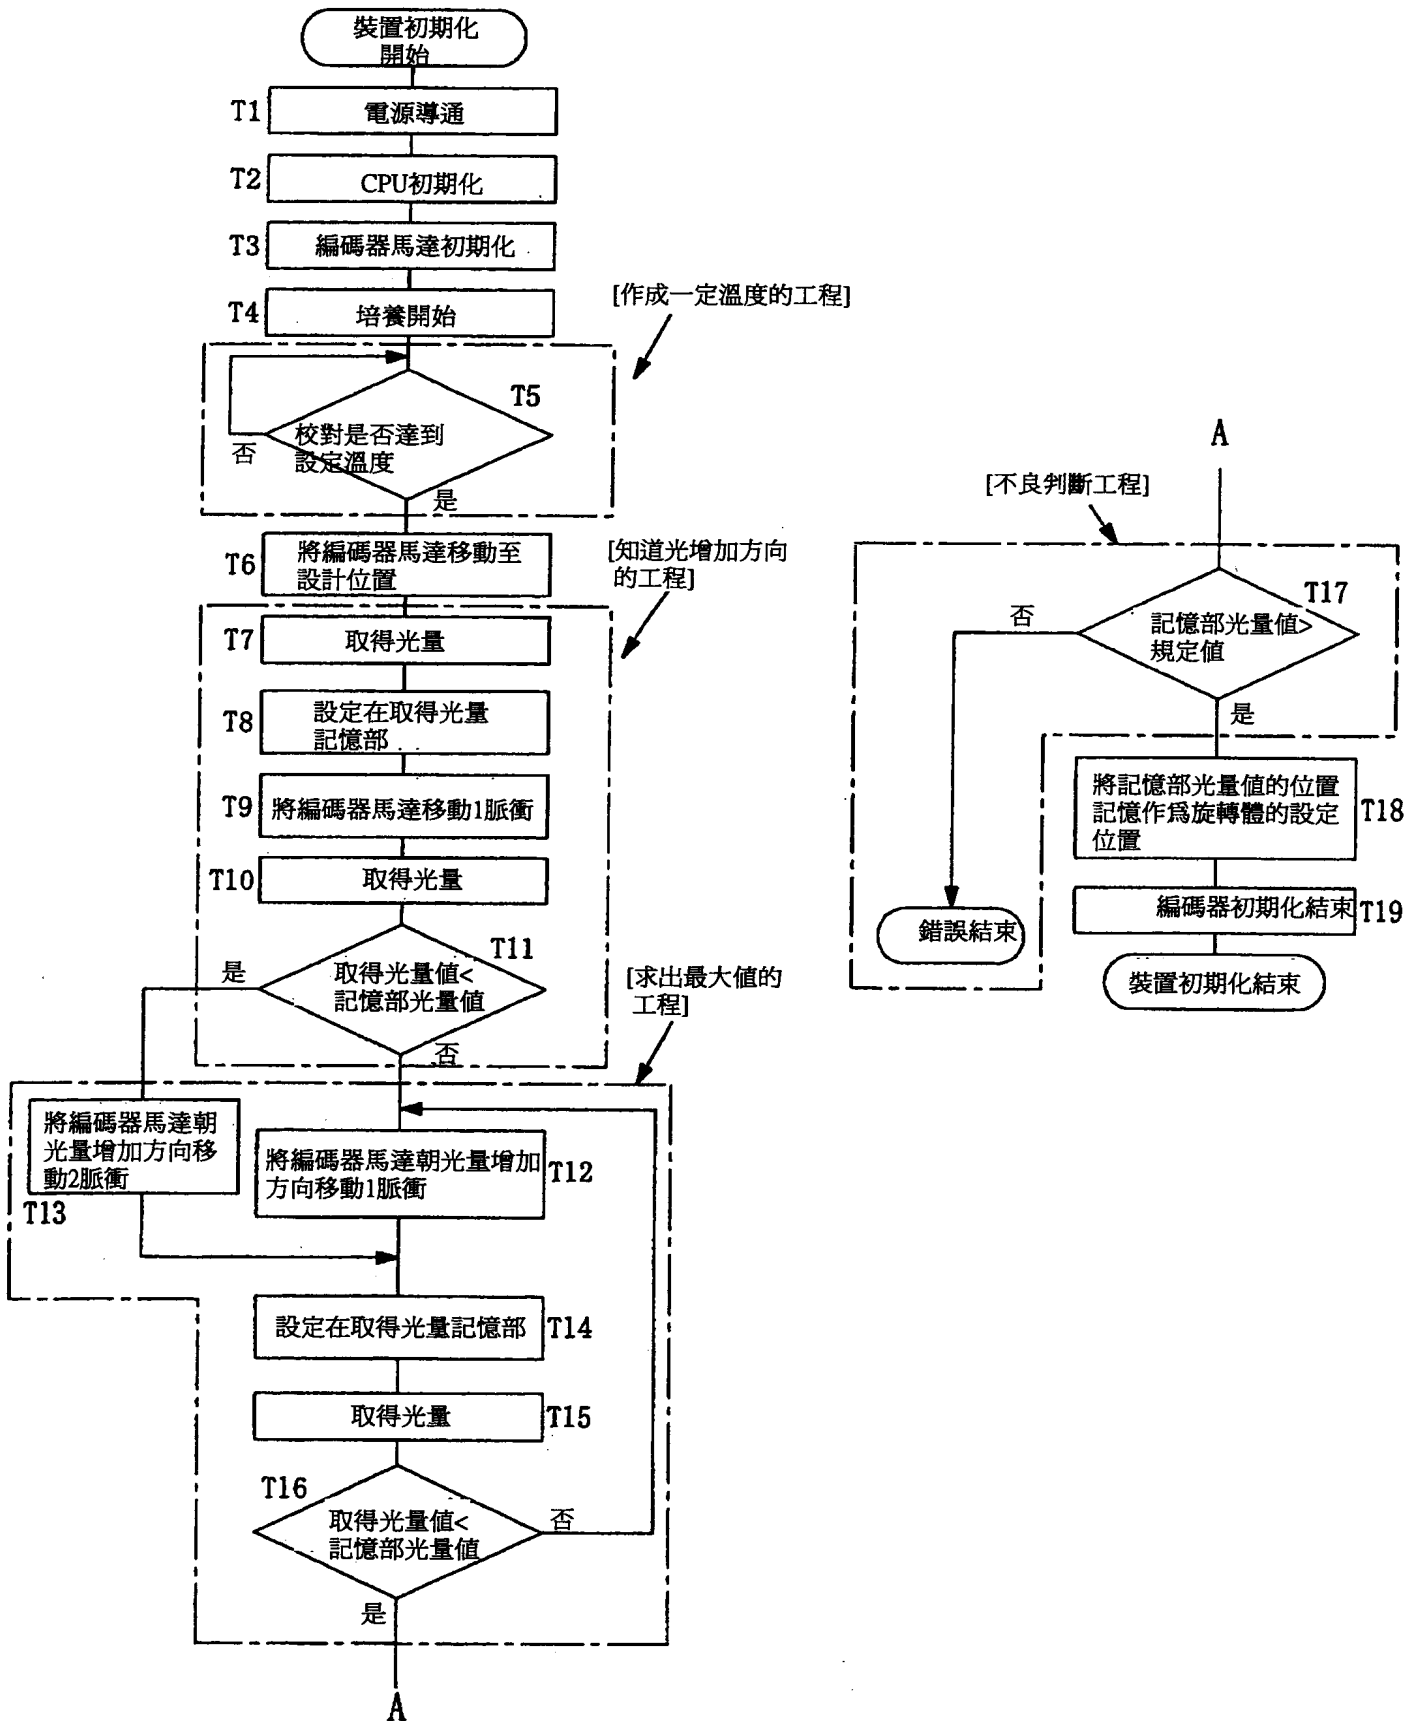 裝置初期化
開始
T1
電源導通
T2
CPU初期化
T3
編碼器馬達初期化
T4
培養開始
[作成一定溫度的工程]
T5
校對是否達到
設定溫度
否
是
T6
將編碼器馬達移動至
設計位置
[知道光增加方向
的工程]
T7
取得光量
T8
設定在取得光量
記憶部
T9
將編碼器馬達移動1脈衝
T10
取得光量
T11
取得光量值<
記憶部光量值
是
否
[求出最大值的
工程]
將編碼器馬達朝
光量增加方向移
動2脈衝
T13
將編碼器馬達朝光量增加
方向移動1脈衝
T12
設定在取得光量記憶部
T14
取得光量
T15
T16
取得光量值<
記憶部光量值
否
是
A
A
[不良判斷工程]
T17
記憶部光量值>
規定值
否
是
將記憶部光量值的位置
記憶作爲旋轉體的設定
位置
T18
編碼器初期化結束
T19
錯誤結束
裝置初期化結束